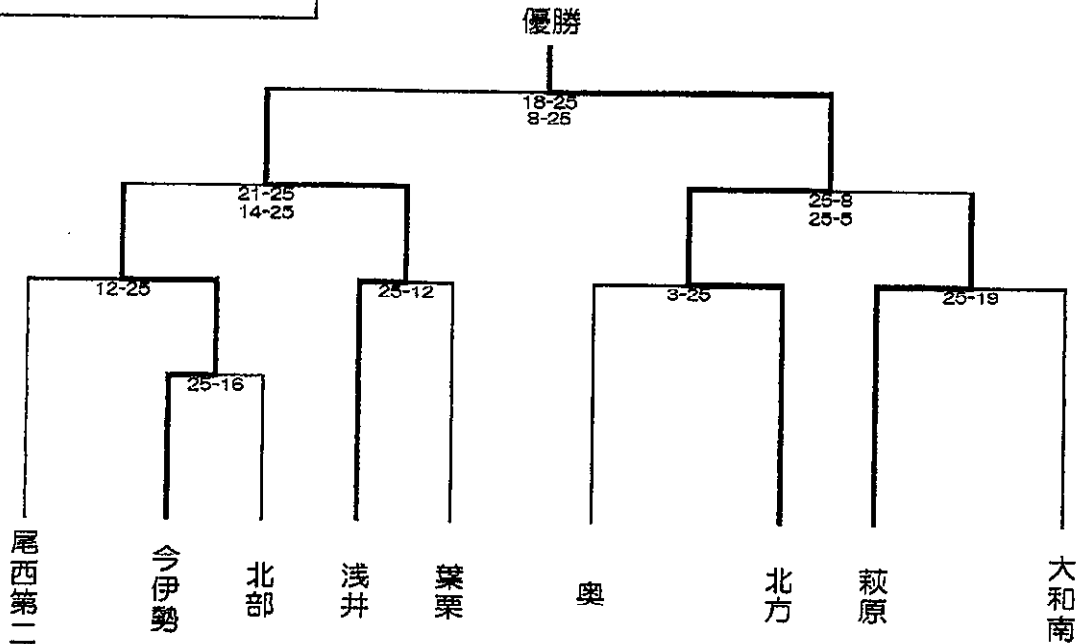 優勝
18-25
8-25
21-25
14-25
25-8
25-5
12-25
25-12
3-25
25-19
25-16
尾西第二
今伊勢
北部
浅井
葉栗
奥
北方
萩原
大和南